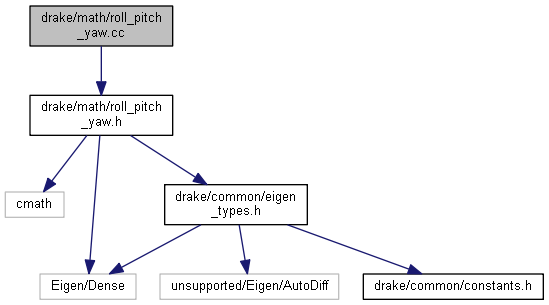 drake/math/roll_pitch
_yaw.cc
drake/math/roll_pitch
_yaw.h
cmath
drake/common/eigen
_types.h
Eigen/Dense
unsupported/Eigen/AutoDiff
drake/common/constants.h